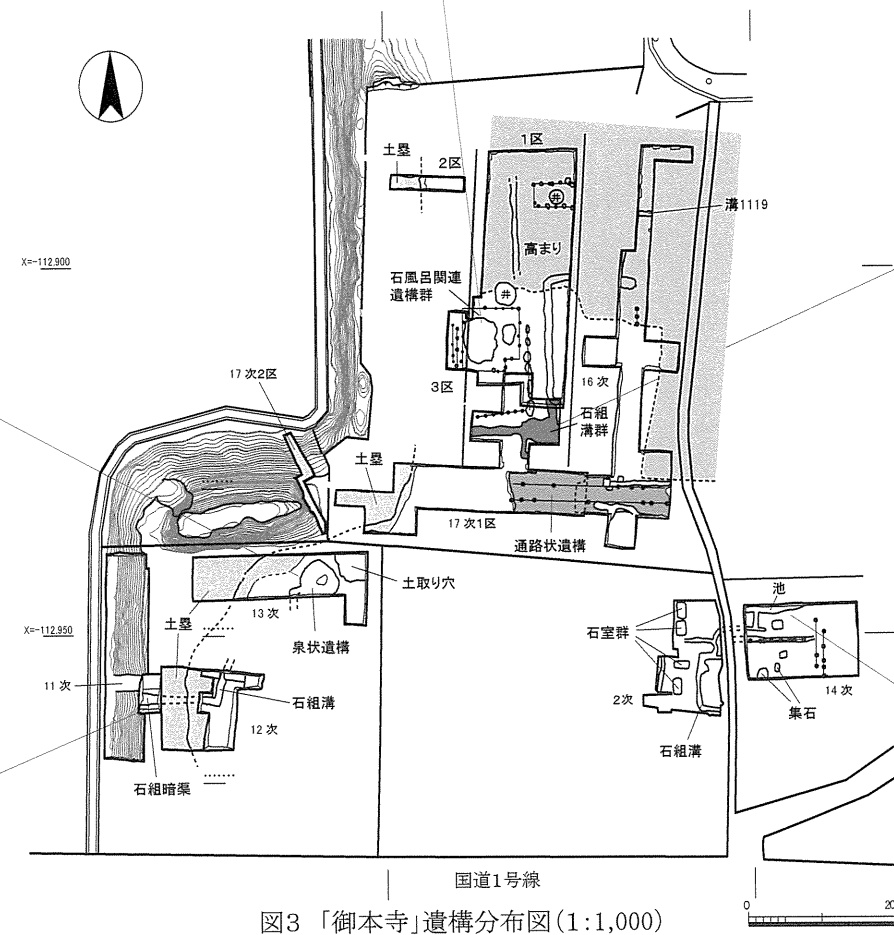 土塁
2区
1区
井
溝1119
高まり
X=-112,900
石風呂関連
遺構群
井
17次2区
3区
16次
石組
溝群
土塁
17次1区
通路状遺構
土取り穴
池
13次
土塁
泉状遺構
X=-112,950
石室群
11次
石組溝
2次
14次
集石
12次
石組溝
石組暗渠
国道1号線
0
20
図3 「御本寺」遺構分布図(1:1,000)